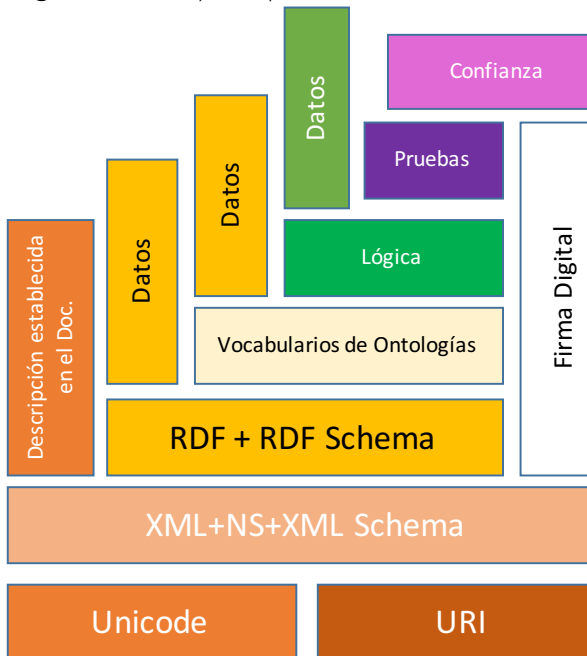 Confianza
Datos
Pruebas
Datos
Lógica
Datos
Firma Digital
Descripción establecida
en el Doc.
Vocabularios de Ontologías
RDF + RDF Schema
XML+NS+XML Schema
Unicode
URI